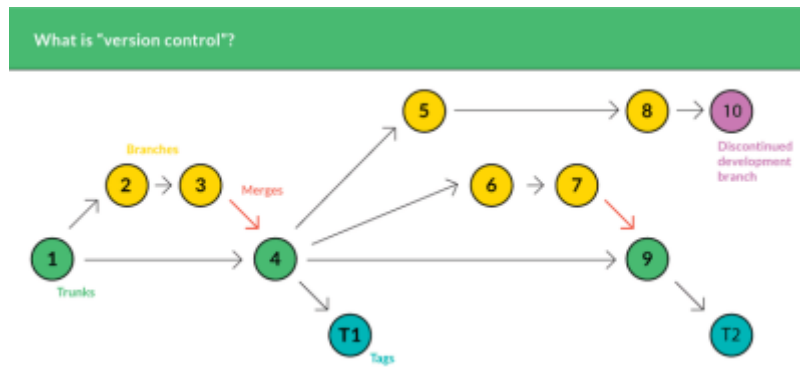 What is “version control”?
5
8
10
Discontinued
development
branch
Branches
2
3
Merges
6
7
1
4
9
Trunks
T1
T2
Tags